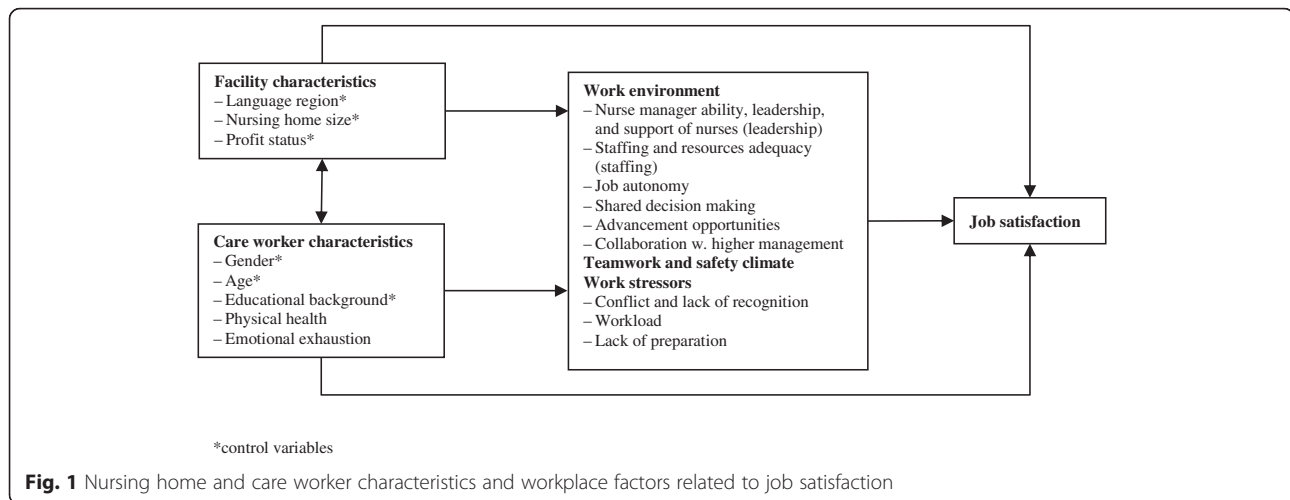 Facility characteristics
– Language region*
– Nursing home size*
– Profit status*
Care worker characteristics
– Gender*
– Age*
– Educational background*
– Physical health
– Emotional exhaustion
Work environment
– Nurse manager ability, leadership,
and support of nurses (leadership)
– Staffing and resources adequacy
(staffing)
– Job autonomy
– Shared decision making
– Advancement opportunities
– Collaboration w. higher management
Teamwork and safety climate
Work stressors
– Conflict and lack of recognition
– Workload
– Lack of preparation
Job satisfaction
*control variables
Fig. 1 Nursing home and care worker characteristics and workplace factors related to job satisfaction